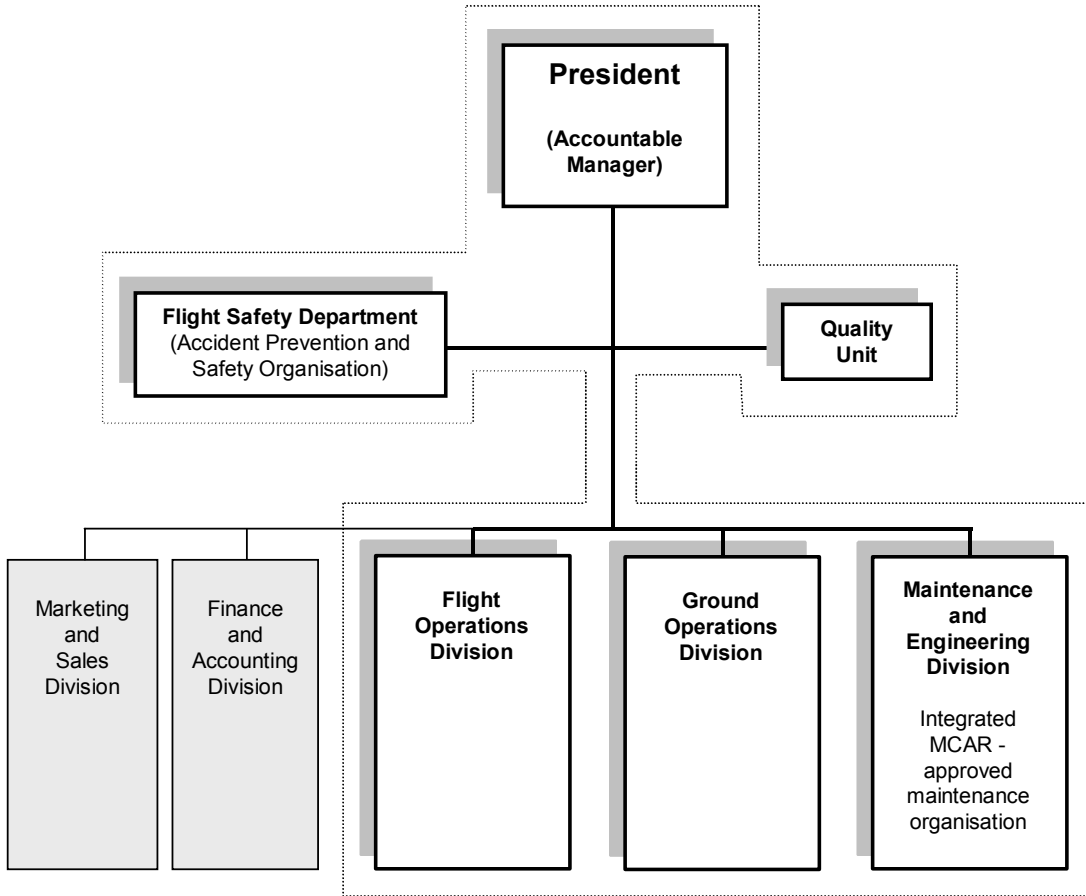 President
(Accountable
Manager)
Flight Safety Department
(Accident Prevention and
Safety Organisation)
Quality
Unit
Marketing
and
Sales
Division
Finance
and
Accounting
Division
Flight
Operations
Division
Ground
Operations
Division
Maintenance
and
Engineering
Division
Integrated
MCAR -
approved
maintenance
organisation